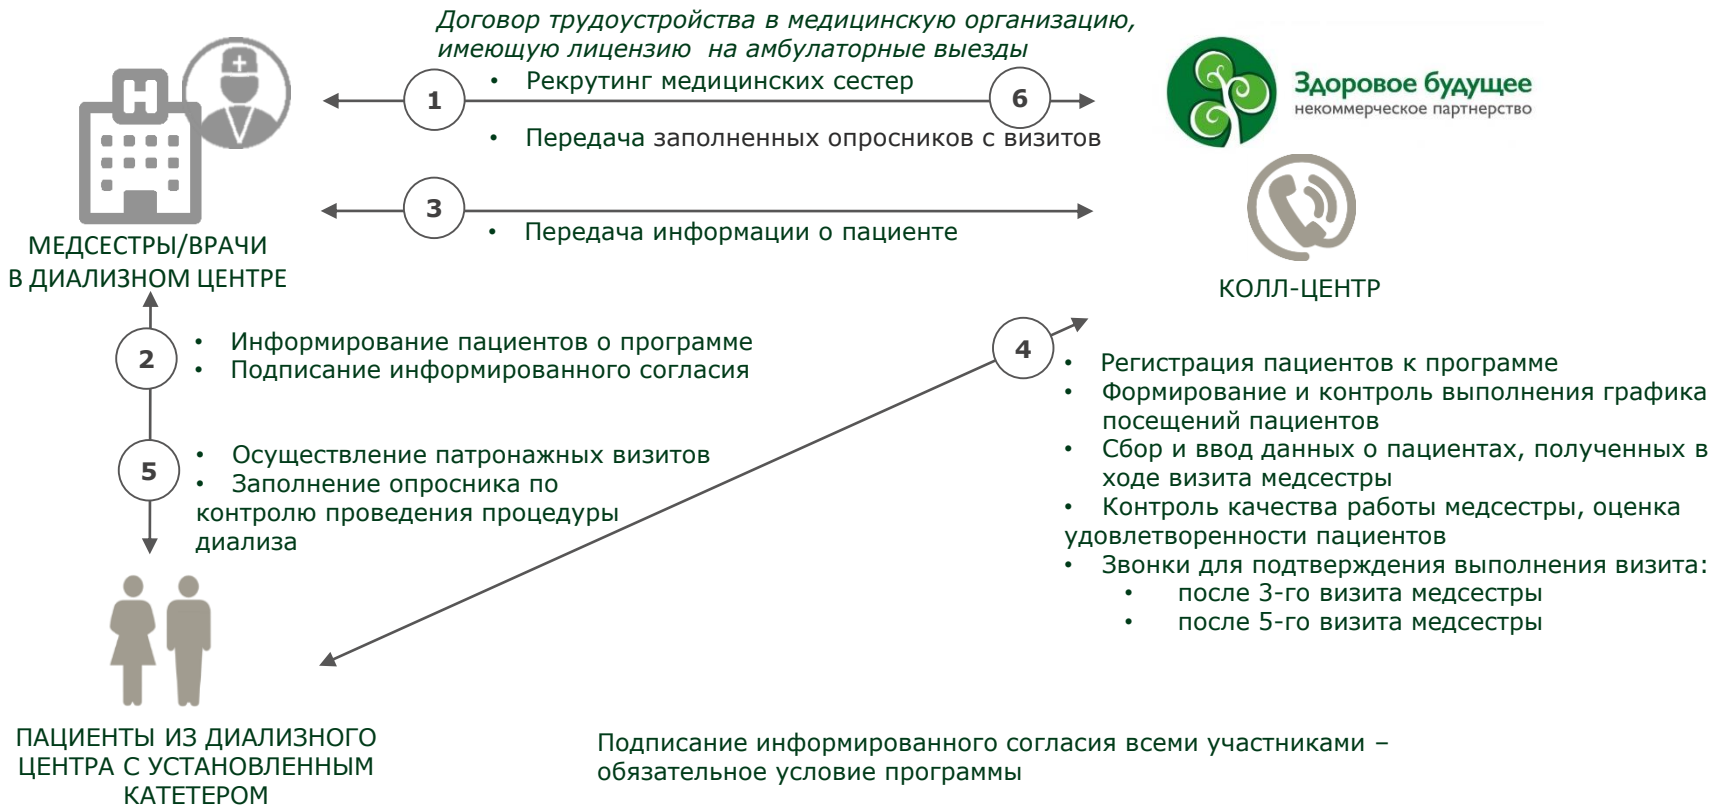 Договор трудоустройства в медицинскую организацию,
имеющую лицензию на амбулаторные выезды
• Рекрутинг медицинских сестер
1
6
• Передача заполненных опросников с визитов
Здоровое будущее
некоммерческое партнерство
H
3
• Передача информации о пациенте
МЕДСЕСТРЫ/ВРАЧИ
В ДИАЛИЗНОМ ЦЕНТРЕ
КОЛЛ-ЦЕНТР
2
• Информирование пациентов о программе
• Подписание информированного согласия
4
• Регистрация пациентов к программе
• Формирование и контроль выполнения графика
посещений пациентов
• Сбор и ввод данных о пациентах, полученных в
ходе визита медсестры
• Контроль качества работы медсестры, оценка
удовлетворенности пациентов
• Звонки для подтверждения выполнения визита:
• после 3-го визита медсестры
• после 5-го визита медсестры
5
• Осуществление патронажных визитов
• Заполнение опросника по
контролю проведения процедуры
диализа
ПАЦИЕНТЫ ИЗ ДИАЛИЗНОГО
ЦЕНТРА С УСТАНОВЛЕННЫМ
КАТЕТЕРОМ
Подписание информированного согласия всеми участниками –
обязательное условие программы